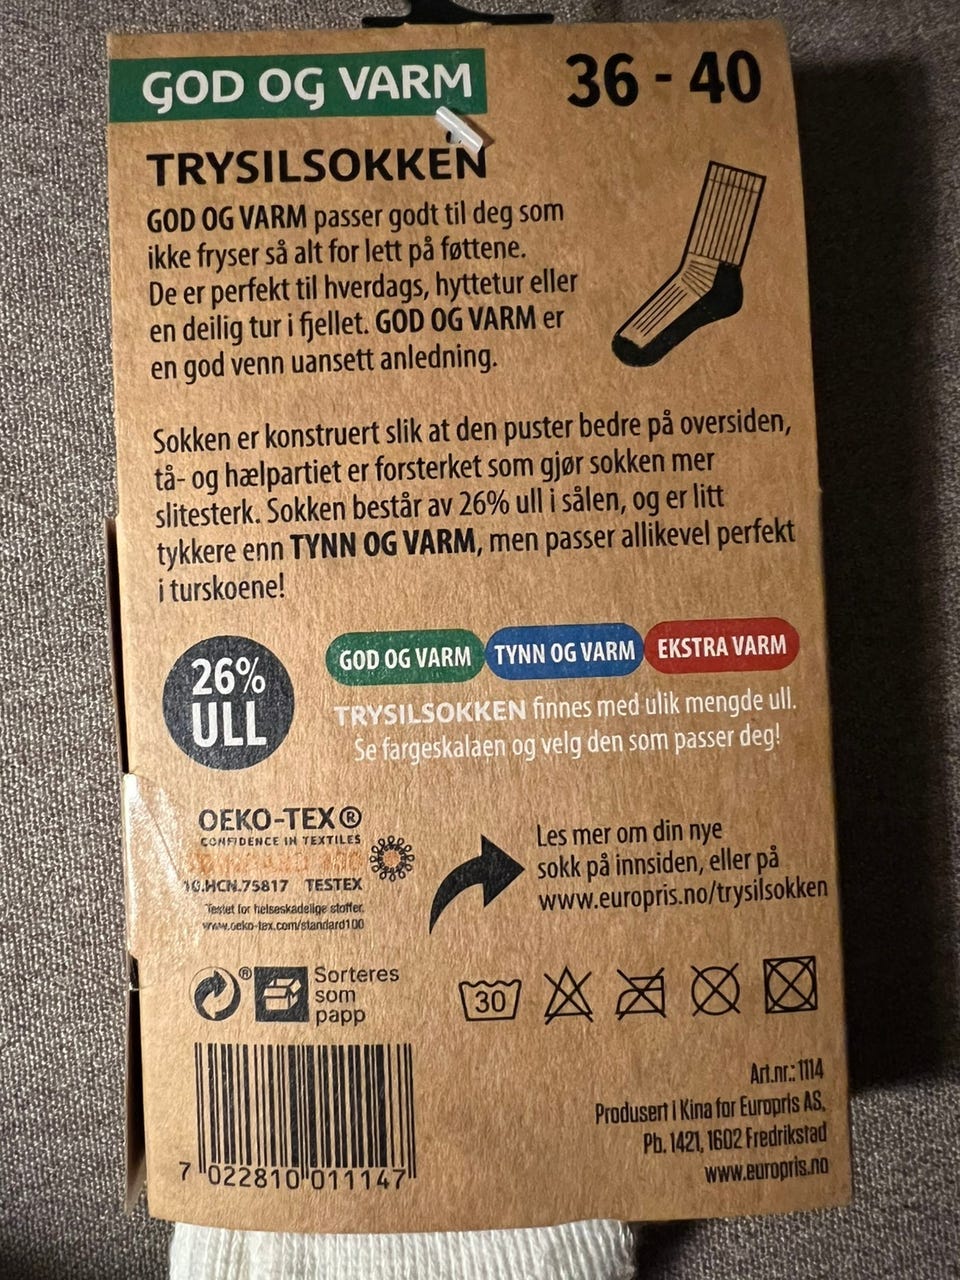 GOD OG VARM
36 - 40
TRYSILSOKKEN
GOD OG VARM passer godt til deg som
ikke fryser så alt for lett på føttene.
De er perfekt til hverdags, hyttetur eller
en deilig tur i fjellet. GOD OG VARM er
en god venn uansett anledning.
Sokken er konstruert slik at den puster bedre på oversiden,
tå- og hælpartiet er forsterket som gjør sokken mer
slitesterk. Sokken består av 26% ull i sålen, og er litt
tykkere enn TYNN OG VARM, men passer allikevel perfekt
i turskoene!
26%
ULL
GOD OG VARM TYNN OG VARM EKSTRA VARM
TRYSILSOKKEN finnes med ulik mengde ull.
Se fargeskalaen og velg den som passer deg!
OEKO-TEX®
CONFIDENCE IN TEXTILES
10.HCN.75817 TESTEX
Testet for helseskadelige stoffer.
www.oeko-tex.com/standard100
Les mer om din nye
sokk på innsiden, eller på
www.europris.no/trysilsokken
®
Sorteres
som
papp
30
7 022810 011147
Art.nr.: 1114
Produsert i Kina for Europris AS,
Pb. 1421, 1602 Fredrikstad
www.europris.no